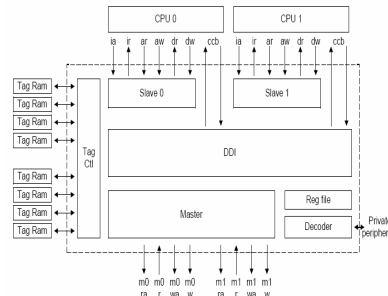 CPU 0
CPU 1
ia ir ar aw dr dw ccb
ia ir ar aw dr dw ccb
Tag Ram
Tag Ram
Tag Ram
Tag Ram
Tag Ram
Tag Ram
Tag Ram
Tag Ram
Tag
Ctl
Slave 0
Slave 1
DDI
Master
Reg file
Decoder
Private
peripher
m0 m0 m0 m0 m1 m1 m1 m1
ra r wa w ra r wa w